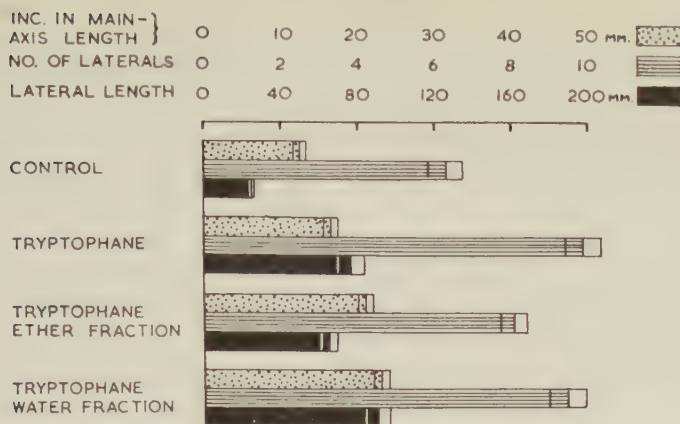 INC. IN MAIN-
AXIS LENGTH } 0 10 20 30 40 50 MM.
NO. OF LATERALS 0 2 4 6 8 10
LATERAL LENGTH 0 40 80 120 160 200 MM.
CONTROL
TRYPTOPHANE
TRYPTOPHANE
ETHER FRACTION
TRYPTOPHANE
WATER FRACTION